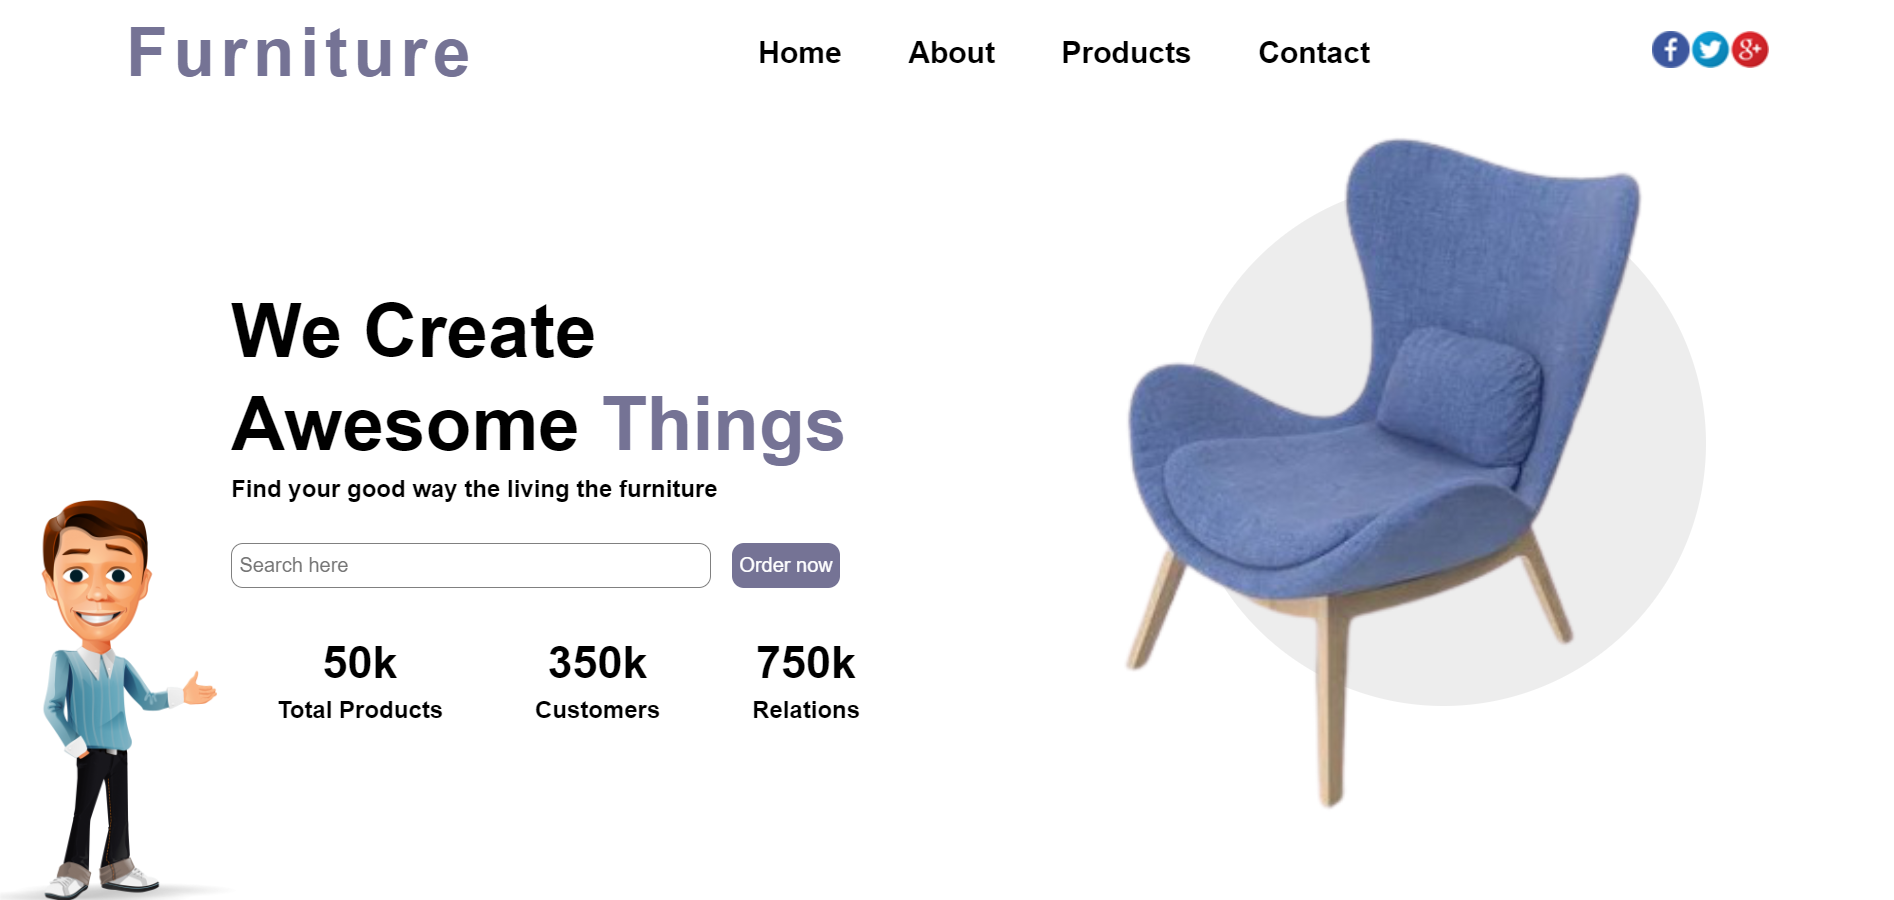 Furniture
Home About Products Contact
We Create
Awesome Things
Find your good way the living the furniture
Search here
Order now
50k 350k 750k
Total Products Customers Relations